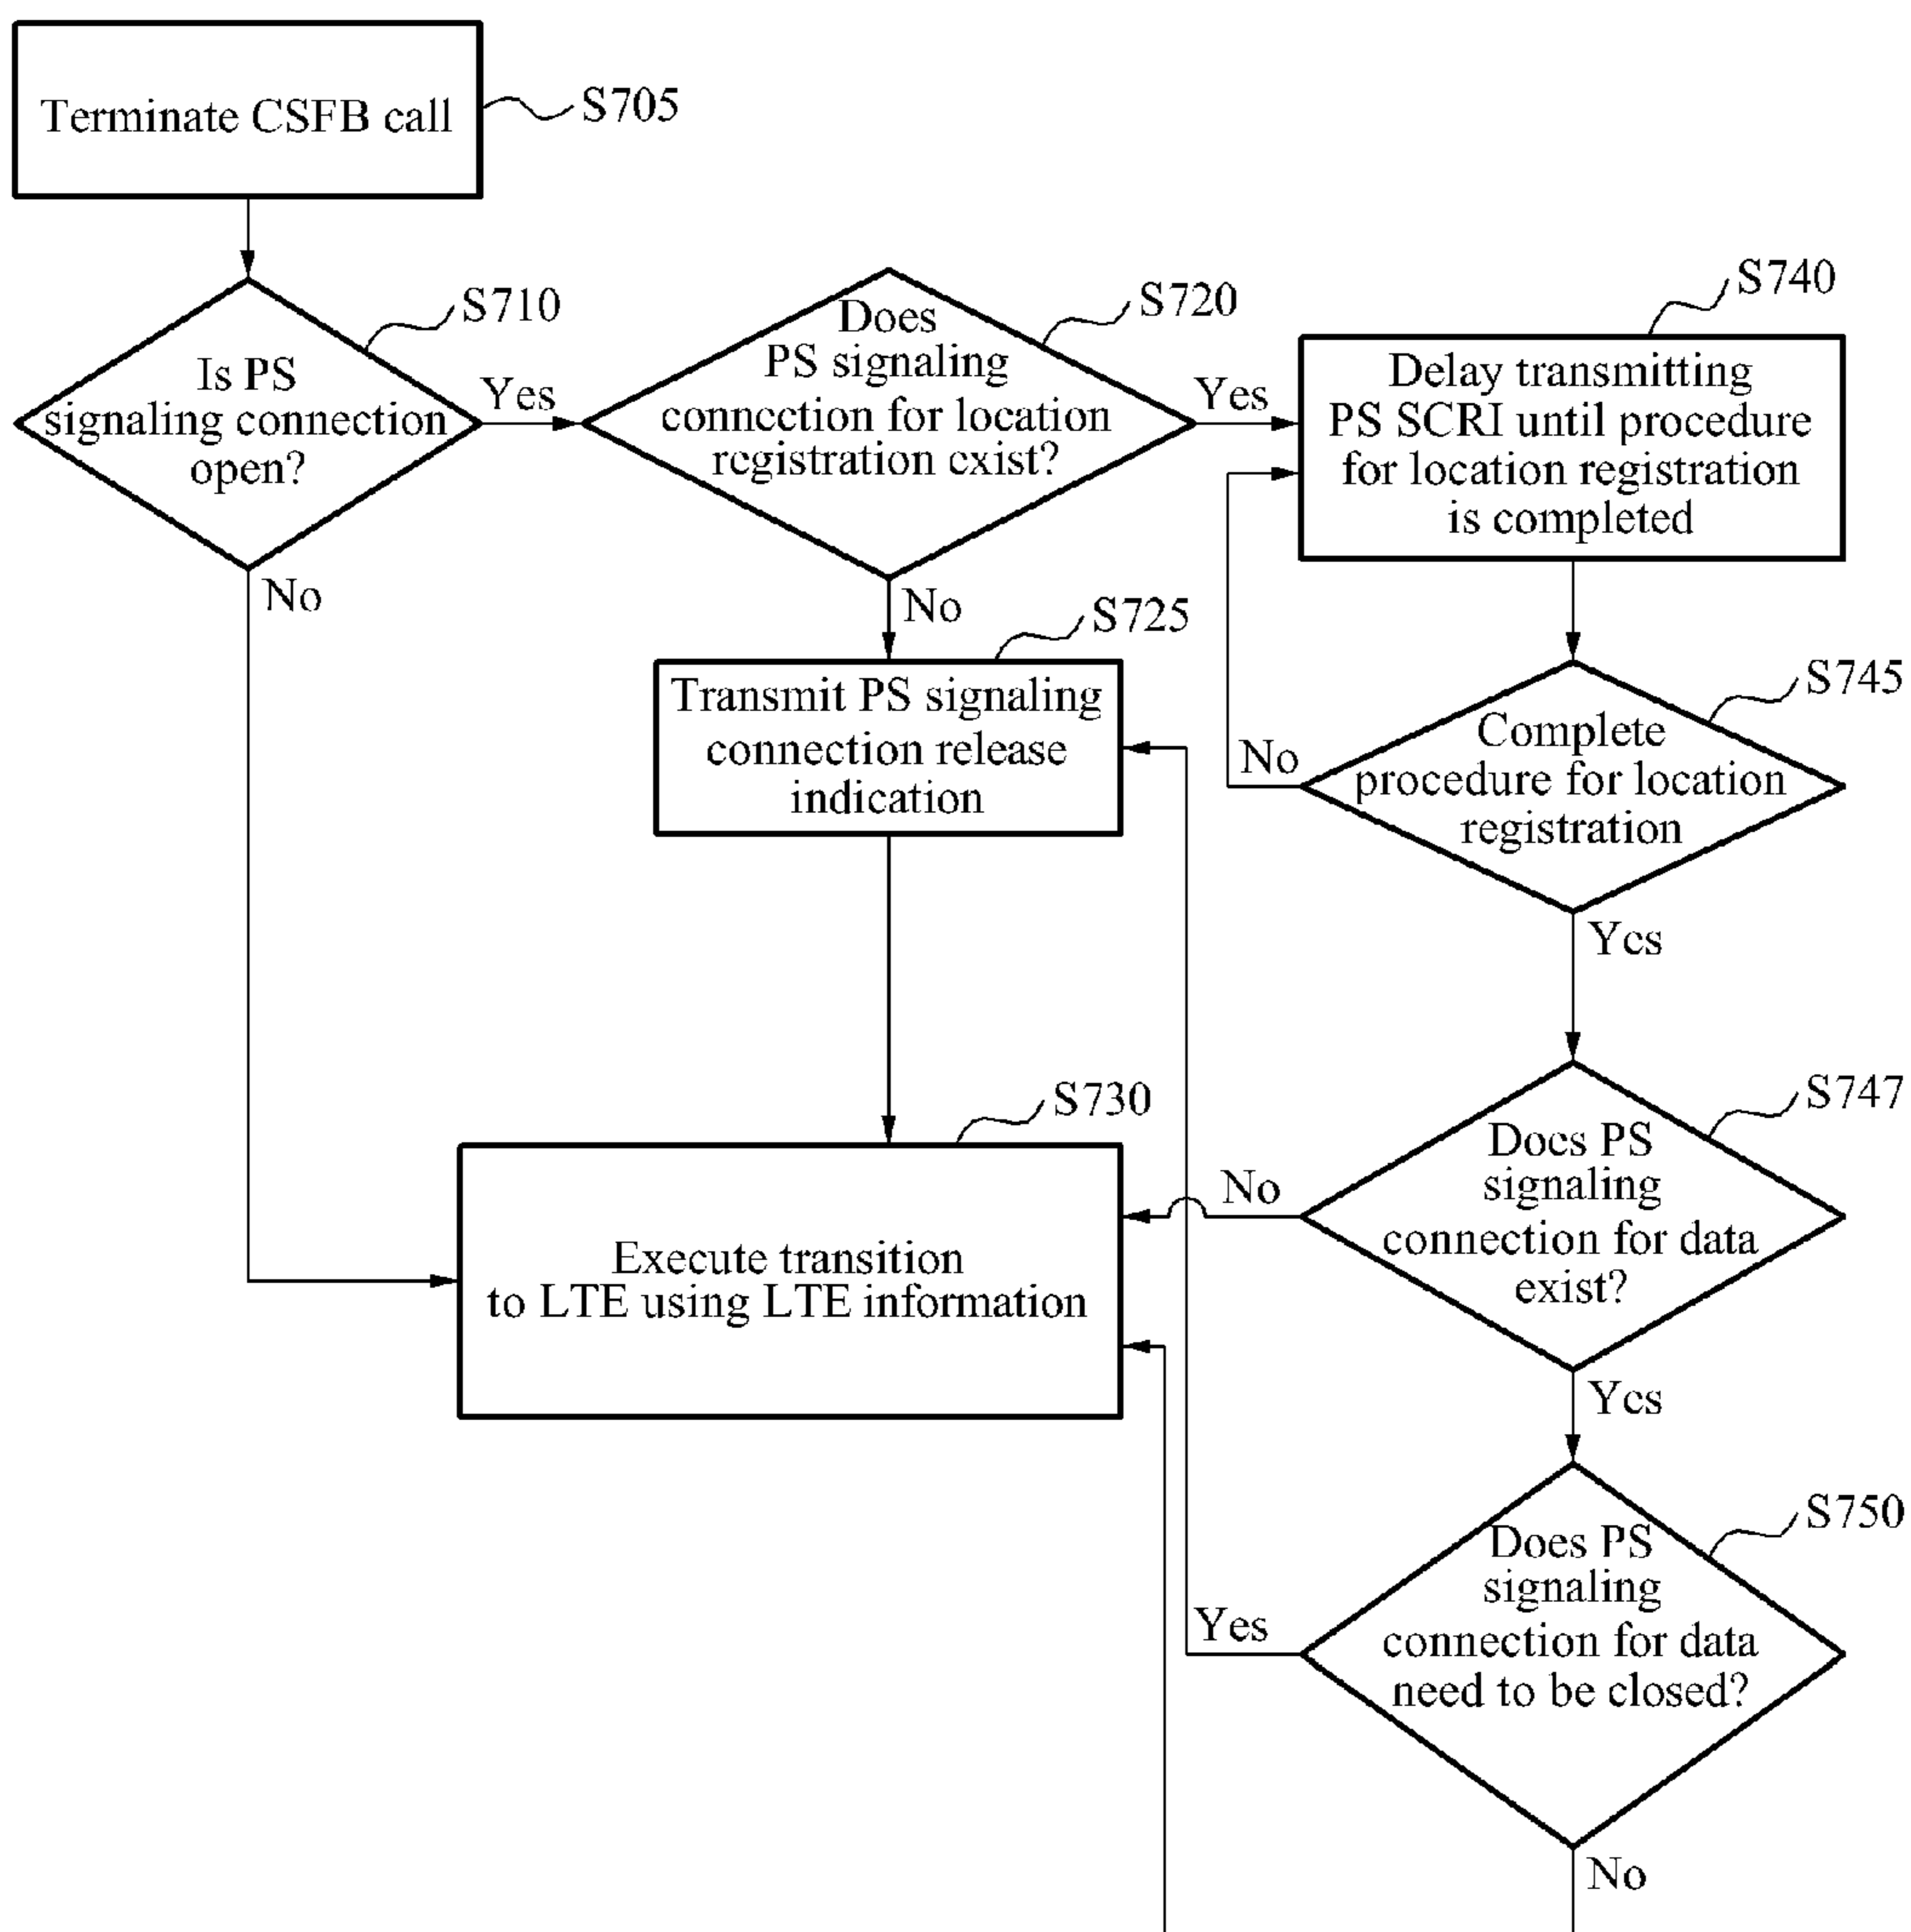 Terminate CSFB call
S705
Is PS
signaling connection
open?
S710
Yes
No
Does
PS signaling
connection for location
registration exist?
S720
Yes
No
Transmit PS signaling
connection release
indication
S725
Delay transmitting
PS SCRI until procedure
for location registration
is completed
S740
Complete
procedure for location
registration
S745
No
Yes
Execute transition
to LTE using LTE information
S730
Does PS
signaling
connection for data
exist?
S747
No
Yes
Does PS
signaling
connection for data
need to be closed?
S750
Yes
No